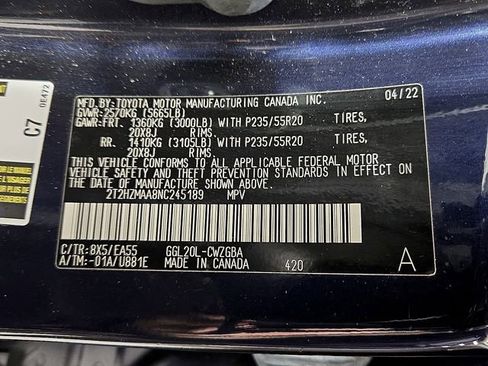 MFD.BY: TOYOTA MOTOR MANUFACTURING CANADA INC. 04/22
GVWR: 2570KG (5665LB)
GAWR: FRT. 1360KG (3000LB) WITH P235/55R20 TIRES,
20X8J RIMS.
RR. 1410KG (3105LB) WITH P235/55R20 TIRES,
20X8J RIMS.
THIS VEHICLE CONFORMS TO ALL APPLICABLE FEDERAL MOTOR
VEHICLE SAFETY AND THEFT PREVENTION STANDARDS IN EFFECT
ON THE DATE OF MANUFACTURE SHOWN ABOVE.
2T2HZMAA8NC245189 MPV
C/TR: 8X5/EA55 GGL20L-CWZGBA
A/TM: -01A/U881E MADE IN CANADA 420 A
C7
0E472